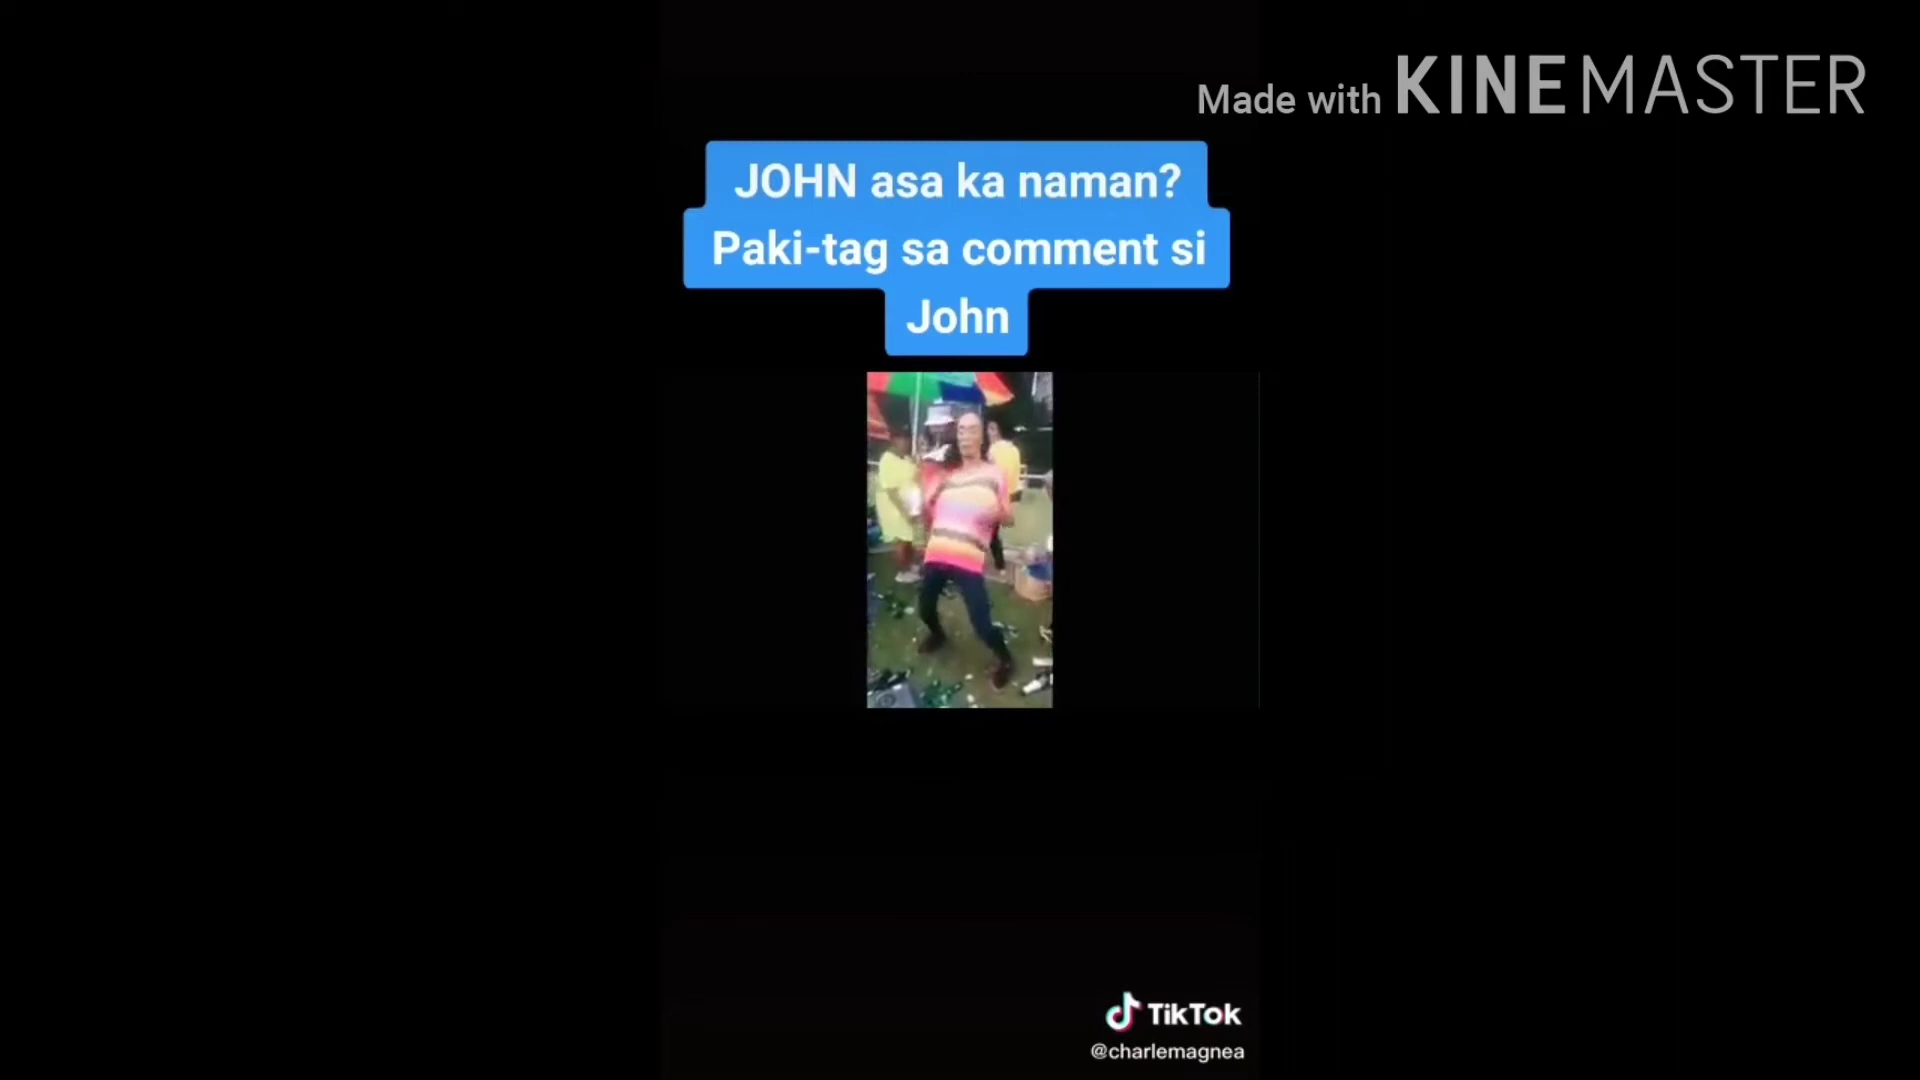 Made with KINEMASTER
JOHN asa ka naman?
Paki-tag sa comment si
John
TikTok
@charlemagnea